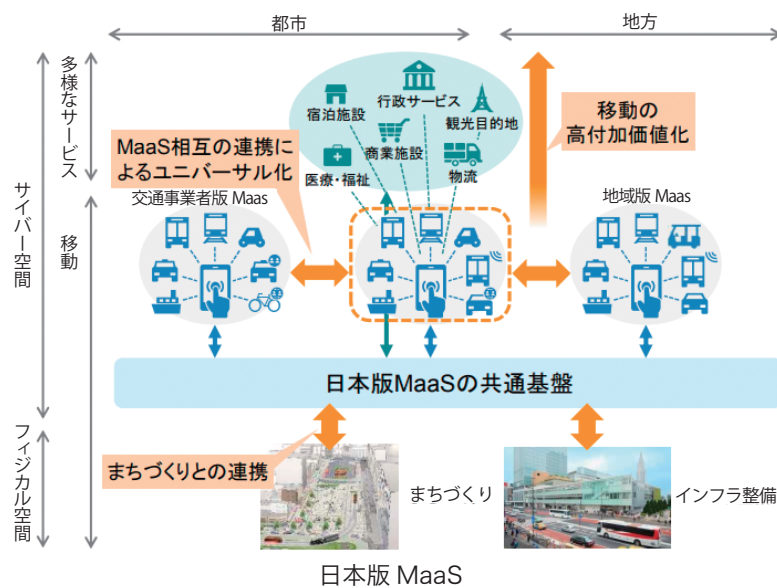 都市
地方
多様なサービス
サイバー空間
移動
フィジカル空間
宿泊施設
行政サービス
観光目的地
商業施設
医療・福祉
物流
移動の
高付加価値化
MaaS相互の連携に
よるユニバーサル化
交通事業者版 Maas
地域版 Maas
日本版MaaSの共通基盤
まちづくりとの連携
まちづくり
インフラ整備
日本版 MaaS